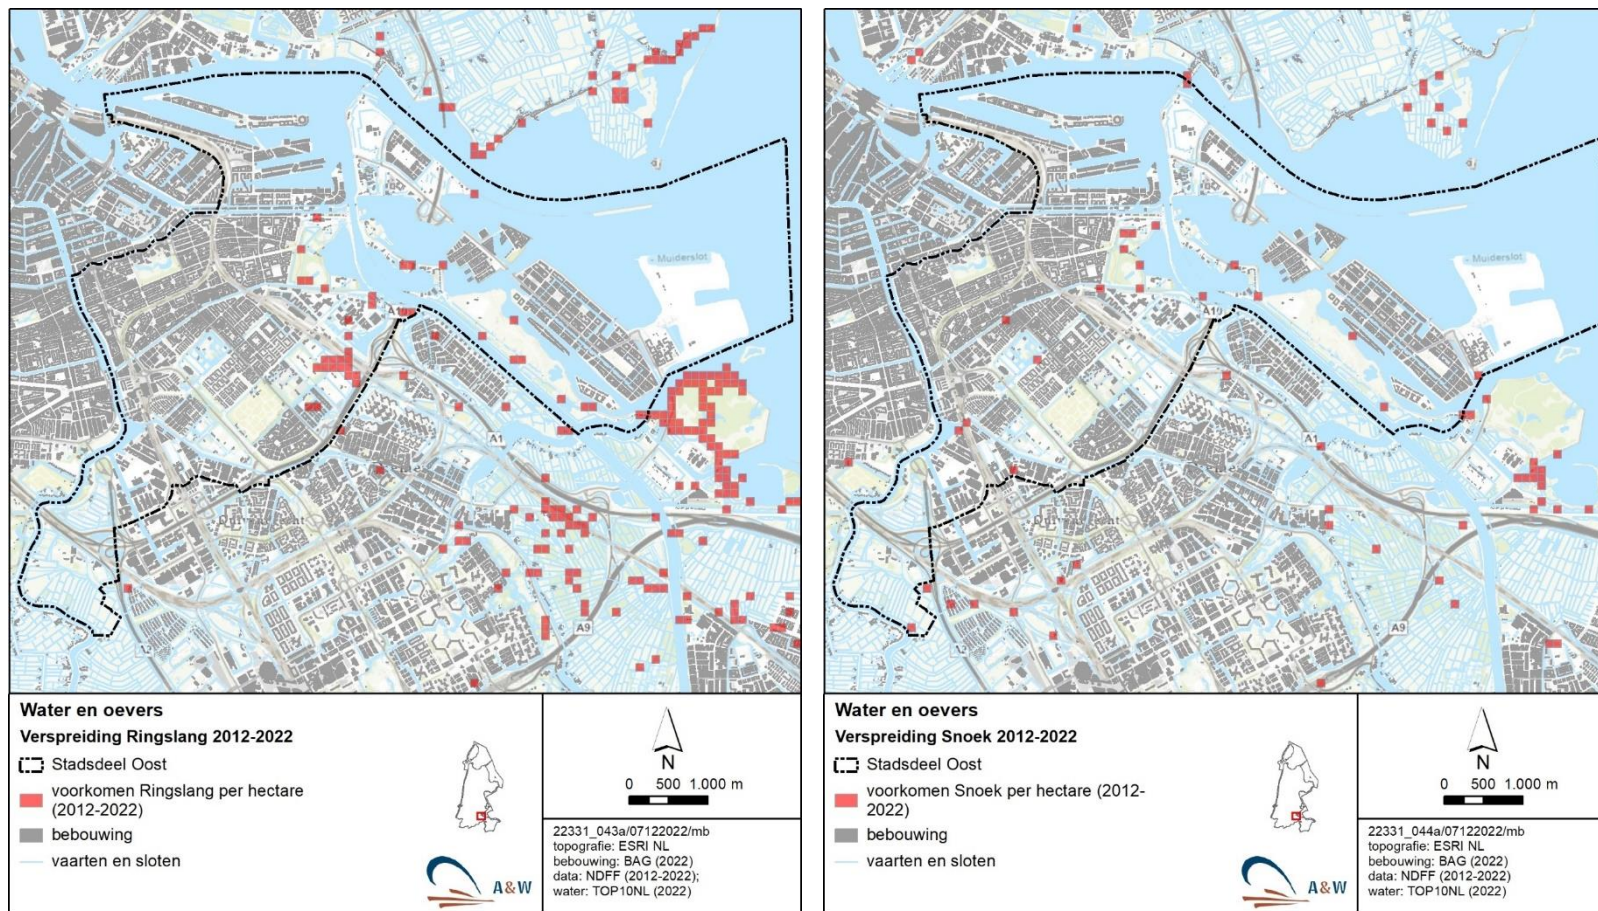 Muiderslot
A10
A1
A9
A2
Water en oevers
Verspreiding Ringslang 2012-2022
Stadsdeel Oost
voorkomen Ringslang per hectare
(2012-2022)
bebouwing
vaarten en sloten
A&W
N
0 500 1.000 m
22331_043a/07122022/mb
topografie: ESRI NL
bebouwing: BAG (2022)
data: NDFF (2012-2022);
water: TOP10NL (2022)
Muiderslot
A10
A1
A9
A2
Water en oevers
Verspreiding Snoek 2012-2022
Stadsdeel Oost
voorkomen Snoek per hectare (2012-
2022)
bebouwing
vaarten en sloten
A&W
N
0 500 1.000 m
22331_044a/07122022/mb
topografie: ESRI NL
bebouwing: BAG (2022)
data: NDFF (2012-2022)
water: TOP10NL (2022)